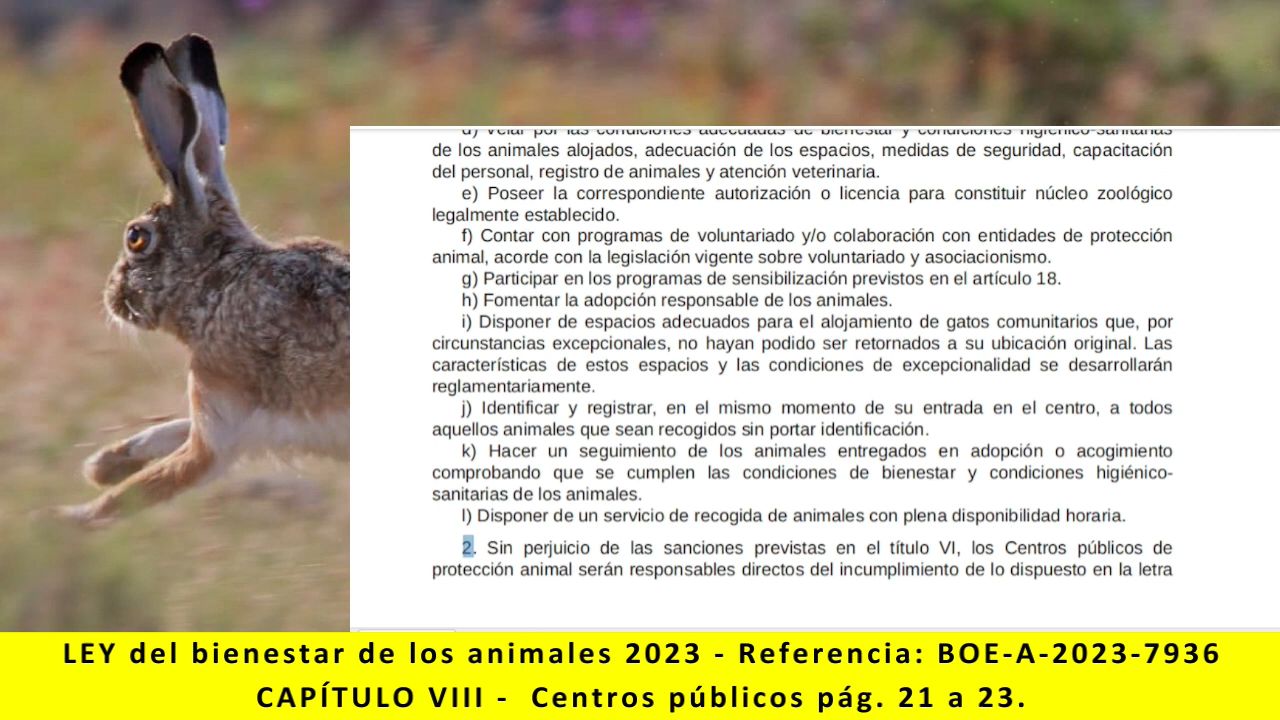 d) Velar por las condiciones adecuadas de bienestar y condiciones higiénico-sanitarias
de los animales alojados, adecuación de los espacios, medidas de seguridad, capacitación
del personal, registro de animales y atención veterinaria.
e) Poseer la correspondiente autorización o licencia para constituir núcleo zoológico
legalmente establecido.
f) Contar con programas de voluntariado y/o colaboración con entidades de protección
animal, acorde con la legislación vigente sobre voluntariado y asociacionismo.
g) Participar en los programas de sensibilización previstos en el artículo 18.
h) Fomentar la adopción responsable de los animales.
i) Disponer de espacios adecuados para el alojamiento de gatos comunitarios que, por
circunstancias excepcionales, no hayan podido ser retornados a su ubicación original. Las
características de estos espacios y las condiciones de excepcionalidad se desarrollarán
reglamentariamente.
j) Identificar y registrar, en el mismo momento de su entrada en el centro, a todos
aquellos animales que sean recogidos sin portar identificación.
k) Hacer un seguimiento de los animales entregados en adopción o acogimiento
comprobando que se cumplen las condiciones de bienestar y condiciones higiénico-
sanitarias de los animales.
l) Disponer de un servicio de recogida de animales con plena disponibilidad horaria.
2. Sin perjuicio de las sanciones previstas en el título VI, los Centros públicos de
protección animal serán responsables directos del incumplimiento de lo dispuesto en la letra
LEY del bienestar de los animales 2023 - Referencia: BOE-A-2023-7936
CAPÍTULO VIII - Centros públicos pág. 21 a 23.